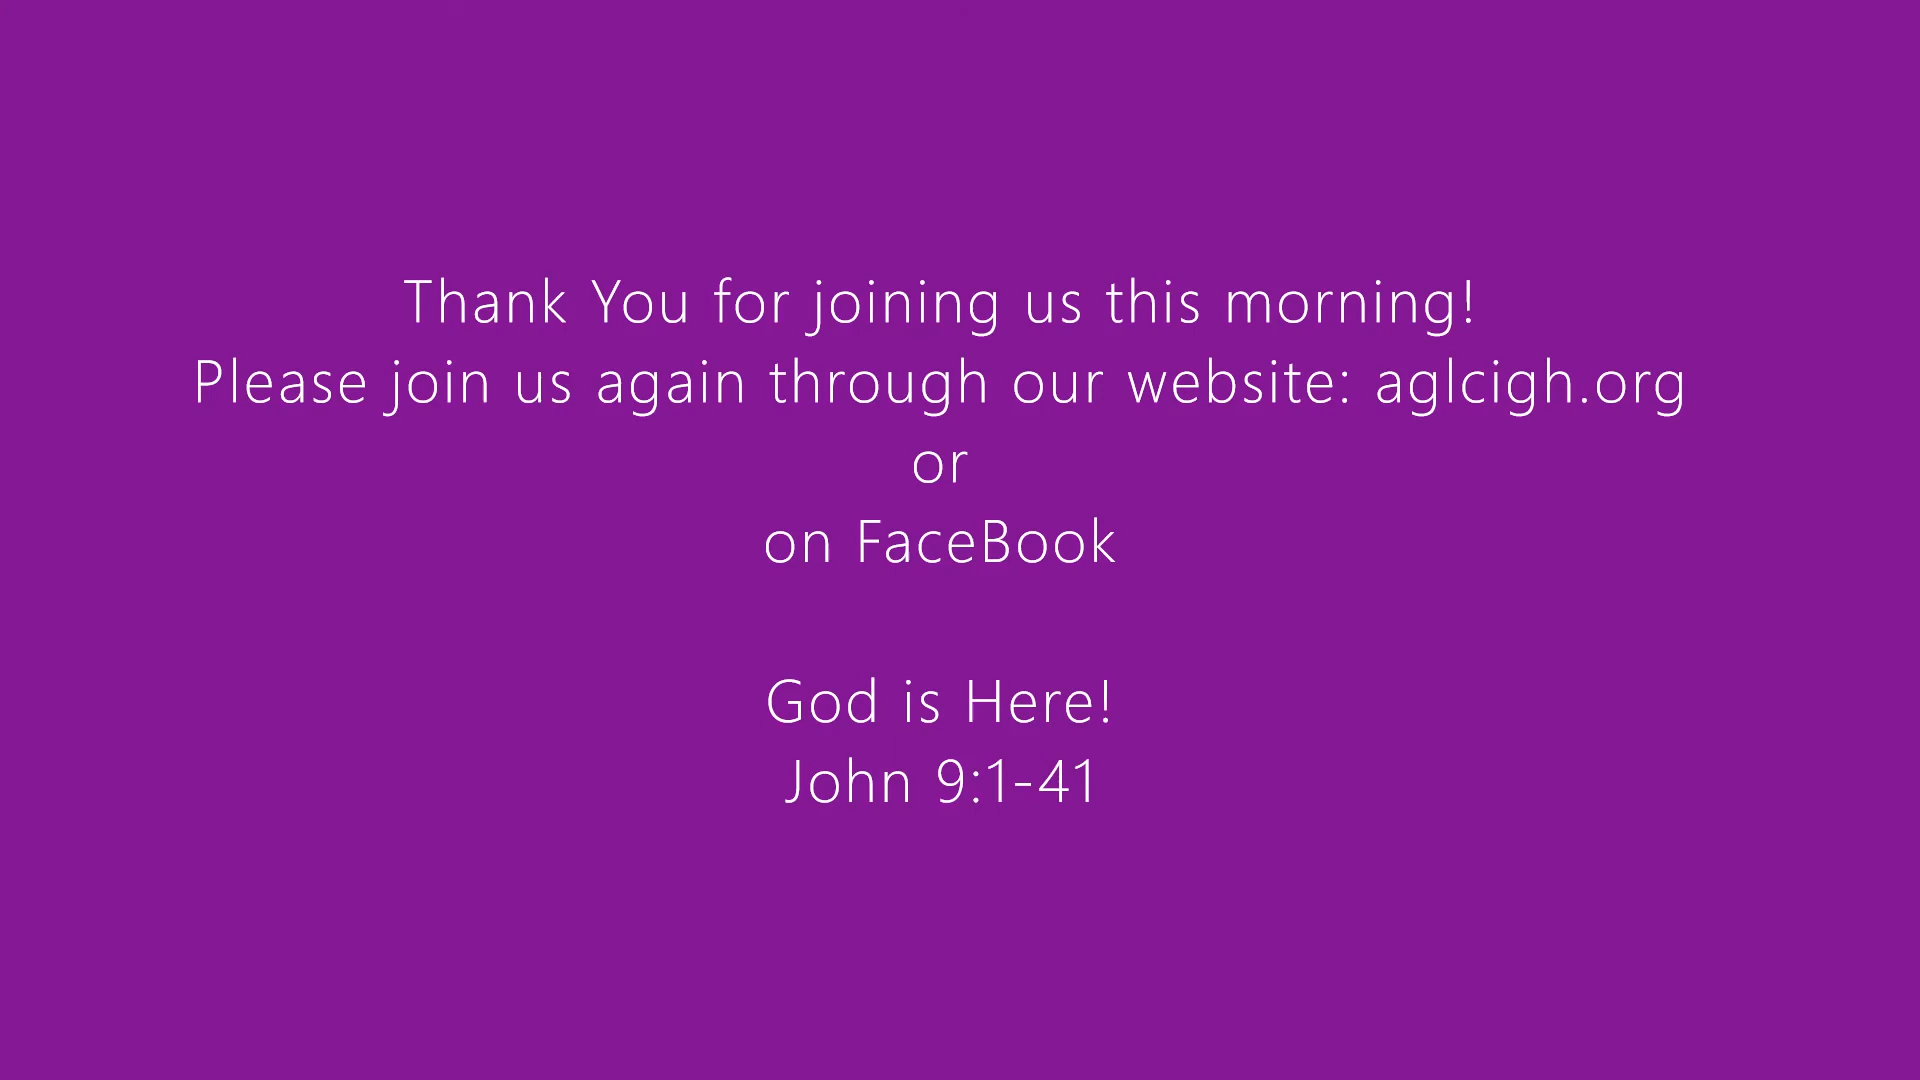 Thank You for joining us this morning!
Please join us again through our website: aglcigh.org
or
on FaceBook
God is Here!
John 9:1-41